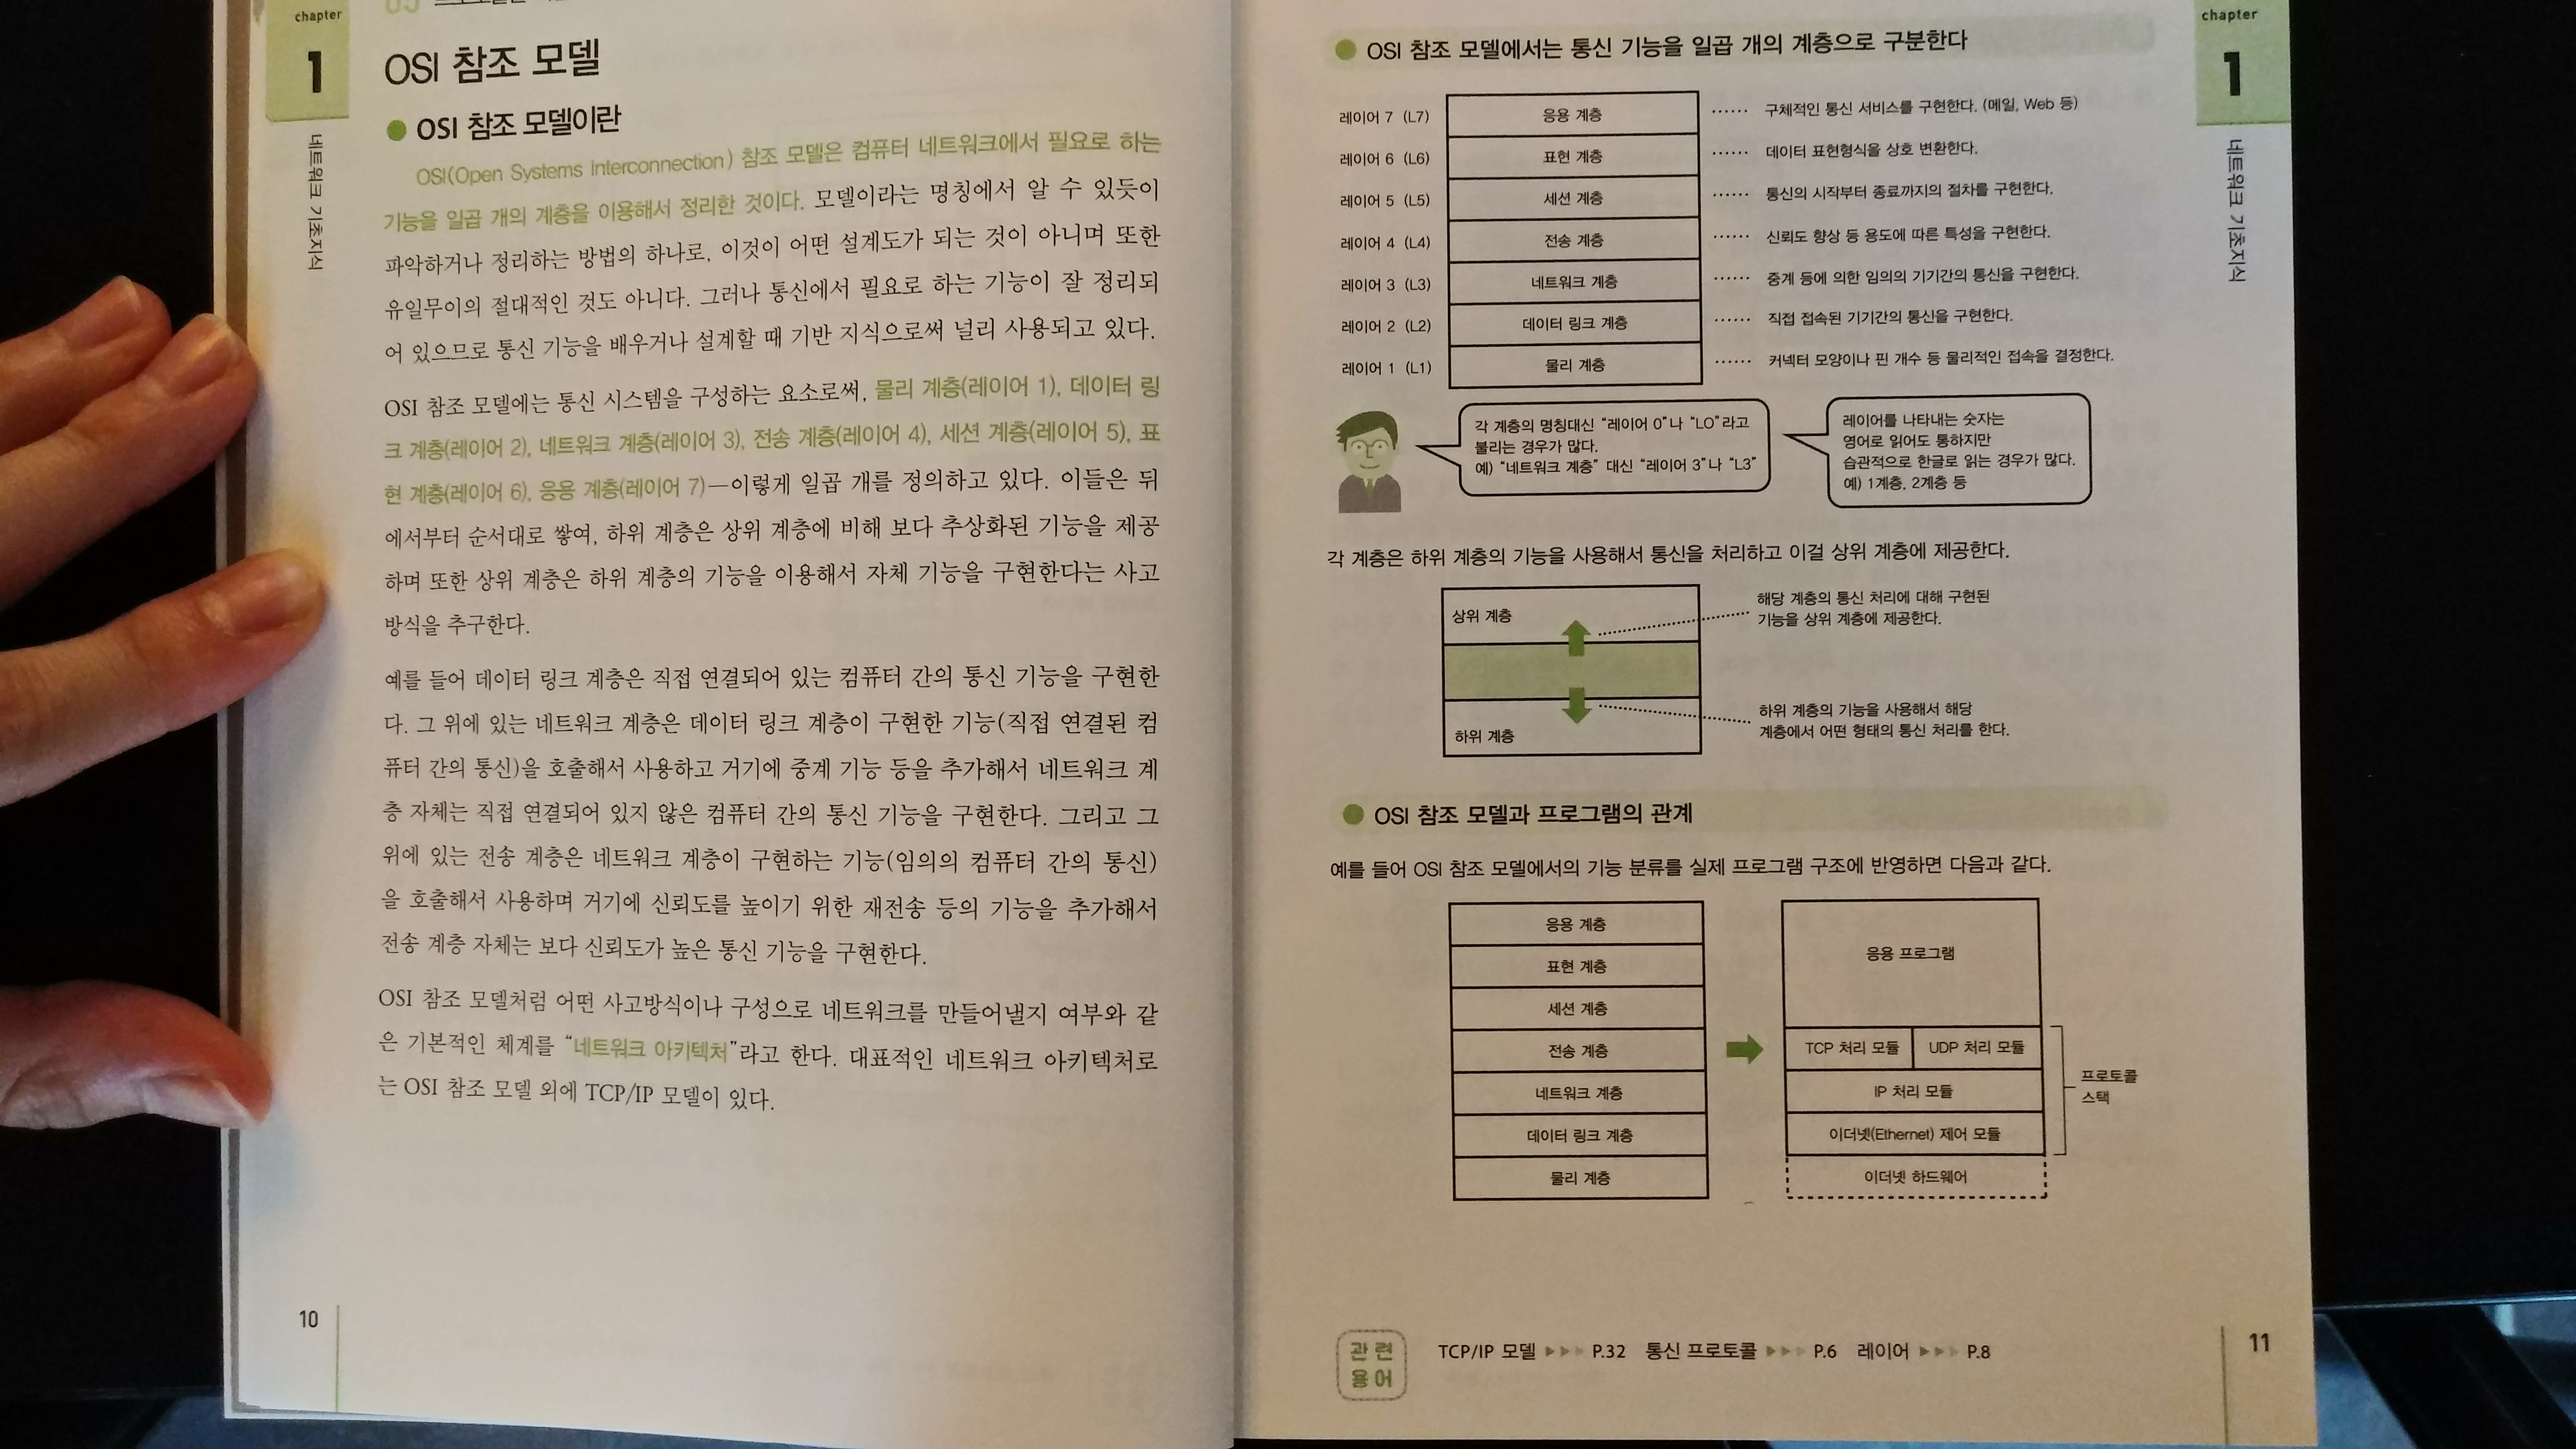 chapter
1
네트워크 기초지식
OSI 참조 모델
● OSI 참조 모델이란
OSI(Open Systems Interconnection) 참조 모델은 컴퓨터 네트워크에서 필요로 하는
기능을 일곱 개의 계층을 이용해서 정리한 것이다. 모델이라는 명칭에서 알 수 있듯이
파악하거나 정리하는 방법의 하나로, 이것이 어떤 설계도가 되는 것이 아니며 또한
유일무이의 절대적인 것도 아니다. 그러나 통신에서 필요로 하는 기능이 잘 정리되
어 있으므로 통신 기능을 배우거나 설계할 때 기반 지식으로써 널리 사용되고 있다.
OSI 참조 모델에는 통신 시스템을 구성하는 요소로써, 물리 계층(레이어 1), 데이터 링
크 계층(레이어 2), 네트워크 계층(레이어 3), 전송 계층(레이어 4), 세션 계층(레이어 5), 표
현 계층(레이어 6), 응용 계층(레이어 7)—이렇게 일곱 개를 정의하고 있다. 이들은 뒤
에서부터 순서대로 쌓여, 하위 계층은 상위 계층에 비해 보다 추상화된 기능을 제공
하며 또한 상위 계층은 하위 계층의 기능을 이용해서 자체 기능을 구현한다는 사고
방식을 추구한다.
예를 들어 데이터 링크 계층은 직접 연결되어 있는 컴퓨터 간의 통신 기능을 구현한
다. 그 위에 있는 네트워크 계층은 데이터 링크 계층이 구현한 기능(직접 연결된 컴
퓨터 간의 통신)을 호출해서 사용하고 거기에 중계 기능 등을 추가해서 네트워크 계
층 자체는 직접 연결되어 있지 않은 컴퓨터 간의 통신 기능을 구현한다. 그리고 그
위에 있는 전송 계층은 네트워크 계층이 구현하는 기능(임의의 컴퓨터 간의 통신)
을 호출해서 사용하며 거기에 신뢰도를 높이기 위한 재전송 등의 기능을 추가해서
전송 계층 자체는 보다 신뢰도가 높은 통신 기능을 구현한다.
OSI 참조 모델처럼 어떤 사고방식이나 구성으로 네트워크를 만들어낼지 여부와 같
은 기본적인 체계를 "네트워크 아키텍처"라고 한다. 대표적인 네트워크 아키텍처로
는 OSI 참조 모델 외에 TCP/IP 모델이 있다.
10
chapter
1
네트워크 기초지식
● OSI 참조 모델에서는 통신 기능을 일곱 개의 계층으로 구분한다
레이어 7 (L7) 응용 계층 ······ 구체적인 통신 서비스를 구현한다. (메일, Web 등)
레이어 6 (L6) 표현 계층 ······ 데이터 표현형식을 상호 변환한다.
레이어 5 (L5) 세션 계층 ······ 통신의 시작부터 종료까지의 절차를 구현한다.
레이어 4 (L4) 전송 계층 ······ 신뢰도 향상 등 용도에 따른 특성을 구현한다.
레이어 3 (L3) 네트워크 계층 ······ 중계 등에 의한 임의의 기기간의 통신을 구현한다.
레이어 2 (L2) 데이터 링크 계층 ······ 직접 접속된 기기간의 통신을 구현한다.
레이어 1 (L1) 물리 계층 ······ 커넥터 모양이나 핀 개수 등 물리적인 접속을 결정한다.
각 계층의 명칭대신 "레이어 o"나 "LO"라고
불리는 경우가 많다.
예) "네트워크 계층" 대신 "레이어 3"나 "L3"
레이어를 나타내는 숫자는
영어로 읽어도 통하지만
습관적으로 한글로 읽는 경우가 많다.
예) 1계층, 2계층 등
각 계층은 하위 계층의 기능을 사용해서 통신을 처리하고 이걸 상위 계층에 제공한다.
상위 계층
하위 계층
해당 계층의 통신 처리에 대해 구현된
기능을 상위 계층에 제공한다.
하위 계층의 기능을 사용해서 해당
계층에서 어떤 형태의 통신 처리를 한다.
● OSI 참조 모델과 프로그램의 관계
예를 들어 OSI 참조 모델에서의 기능 분류를 실제 프로그램 구조에 반영하면 다음과 같다.
응용 계층
표현 계층
세션 계층
전송 계층
네트워크 계층
데이터 링크 계층
물리 계층
응용 프로그램
TCP 처리 모듈 UDP 처리 모듈
IP 처리 모듈
이더넷(Ethernet) 제어 모듈
이더넷 하드웨어
프로토콜
스택
관련
용어
TCP/IP 모델 ▶▶▶ P.32 통신 프로토콜 ▶▶▶ P.6 레이어 ▶▶▶ P.8
11